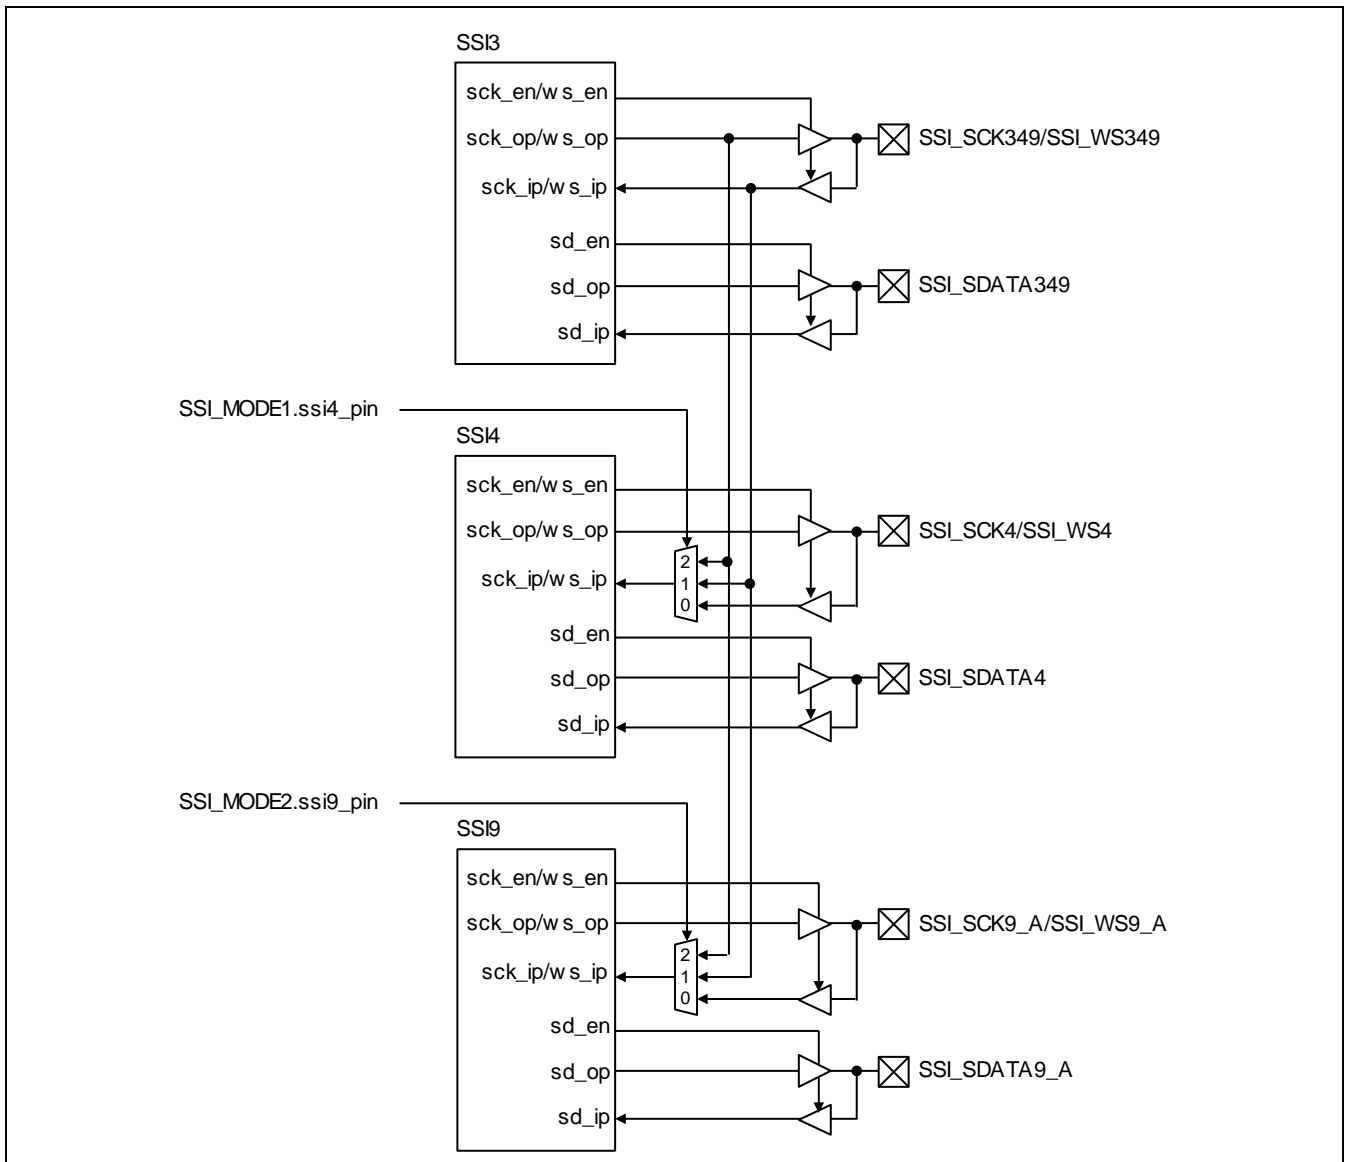 SSI3
sck_en/ws_en
sck_op/ws_op
SSI_SCK349/SSI_WS349
sck_ip/ws_ip
sd_en
sd_op
SSI_SDATA349
sd_ip
SSI_MODE1.ssi4_pin
SSI4
sck_en/ws_en
sck_op/ws_op
SSI_SCK4/SSI_WS4
2
sck_ip/ws_ip
1
0
sd_en
sd_op
SSI_SDATA4
sd_ip
SSI_MODE2.ssi9_pin
SSI9
sck_en/ws_en
sck_op/ws_op
SSI_SCK9_A/SSI_WS9_A
2
sck_ip/ws_ip
1
0
sd_en
sd_op
SSI_SDATA9_A
sd_ip